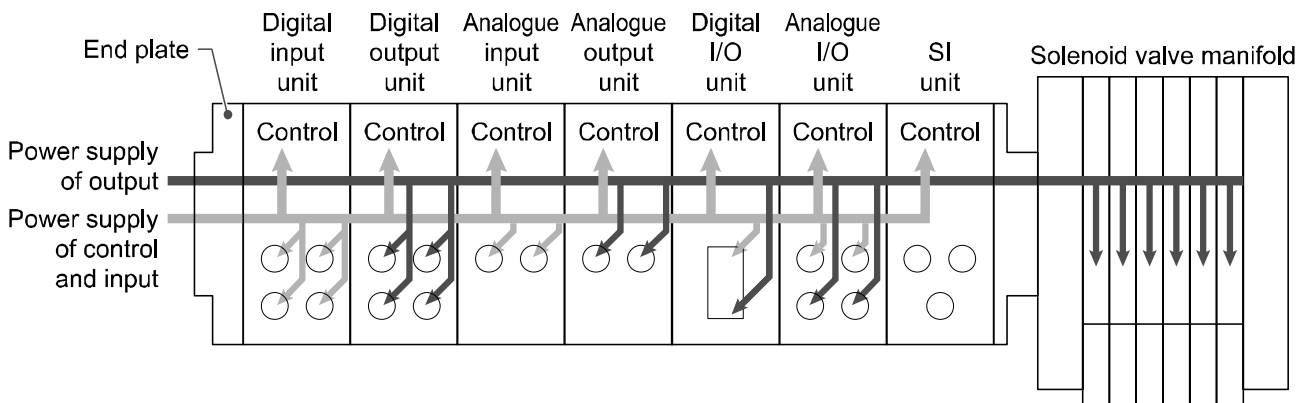 End plate
Digital
input
unit
Digital
output
unit
Analogue
input
unit
Analogue
output
unit
Digital
I/O
unit
Analogue
I/O
unit
SI
unit
Solenoid valve manifold
Control
Control
Control
Control
Control
Control
Control
Power supply
of output
Power supply
of control
and input